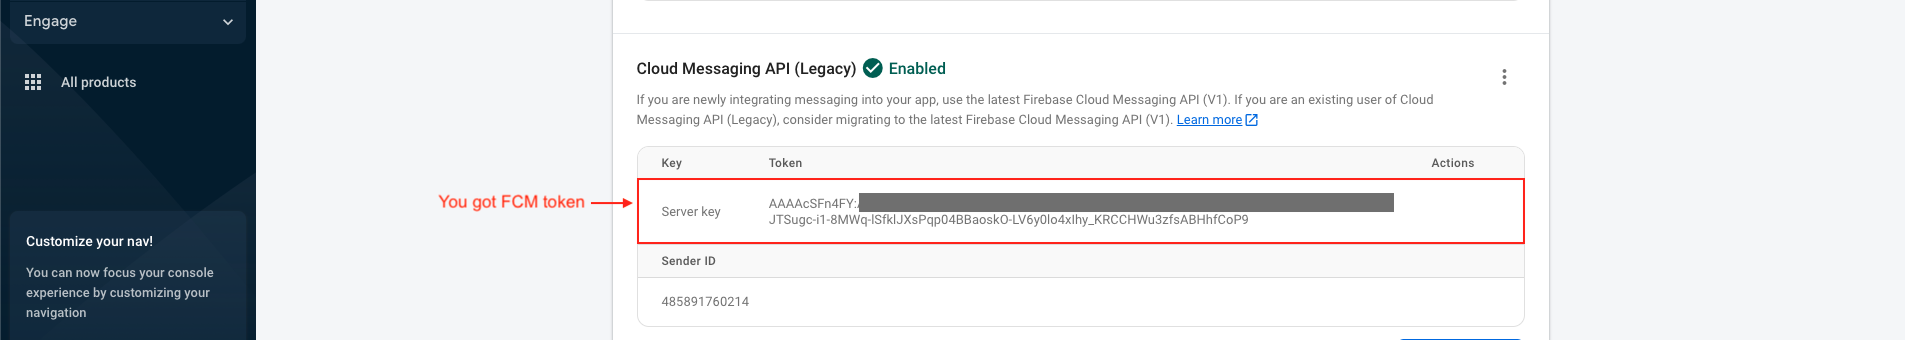 Engage
All products
Customize your nav!
You can now focus your console
experience by customizing your
navigation
Cloud Messaging API (Legacy) Enabled
If you are newly integrating messaging into your app, use the latest Firebase Cloud Messaging API (V1). If you are an existing user of Cloud
Messaging API (Legacy), consider migrating to the latest Firebase Cloud Messaging API (V1). Learn more
Key Token Actions
You got FCM token
Server key
AAAAcSFn4FY:
JTSugc-i1-8MWq-lSfklJXsPqp04BBaoskO-LV6y0lo4xlhy_KRCCHWu3zfsABHhfCoP9
Sender ID
485891760214